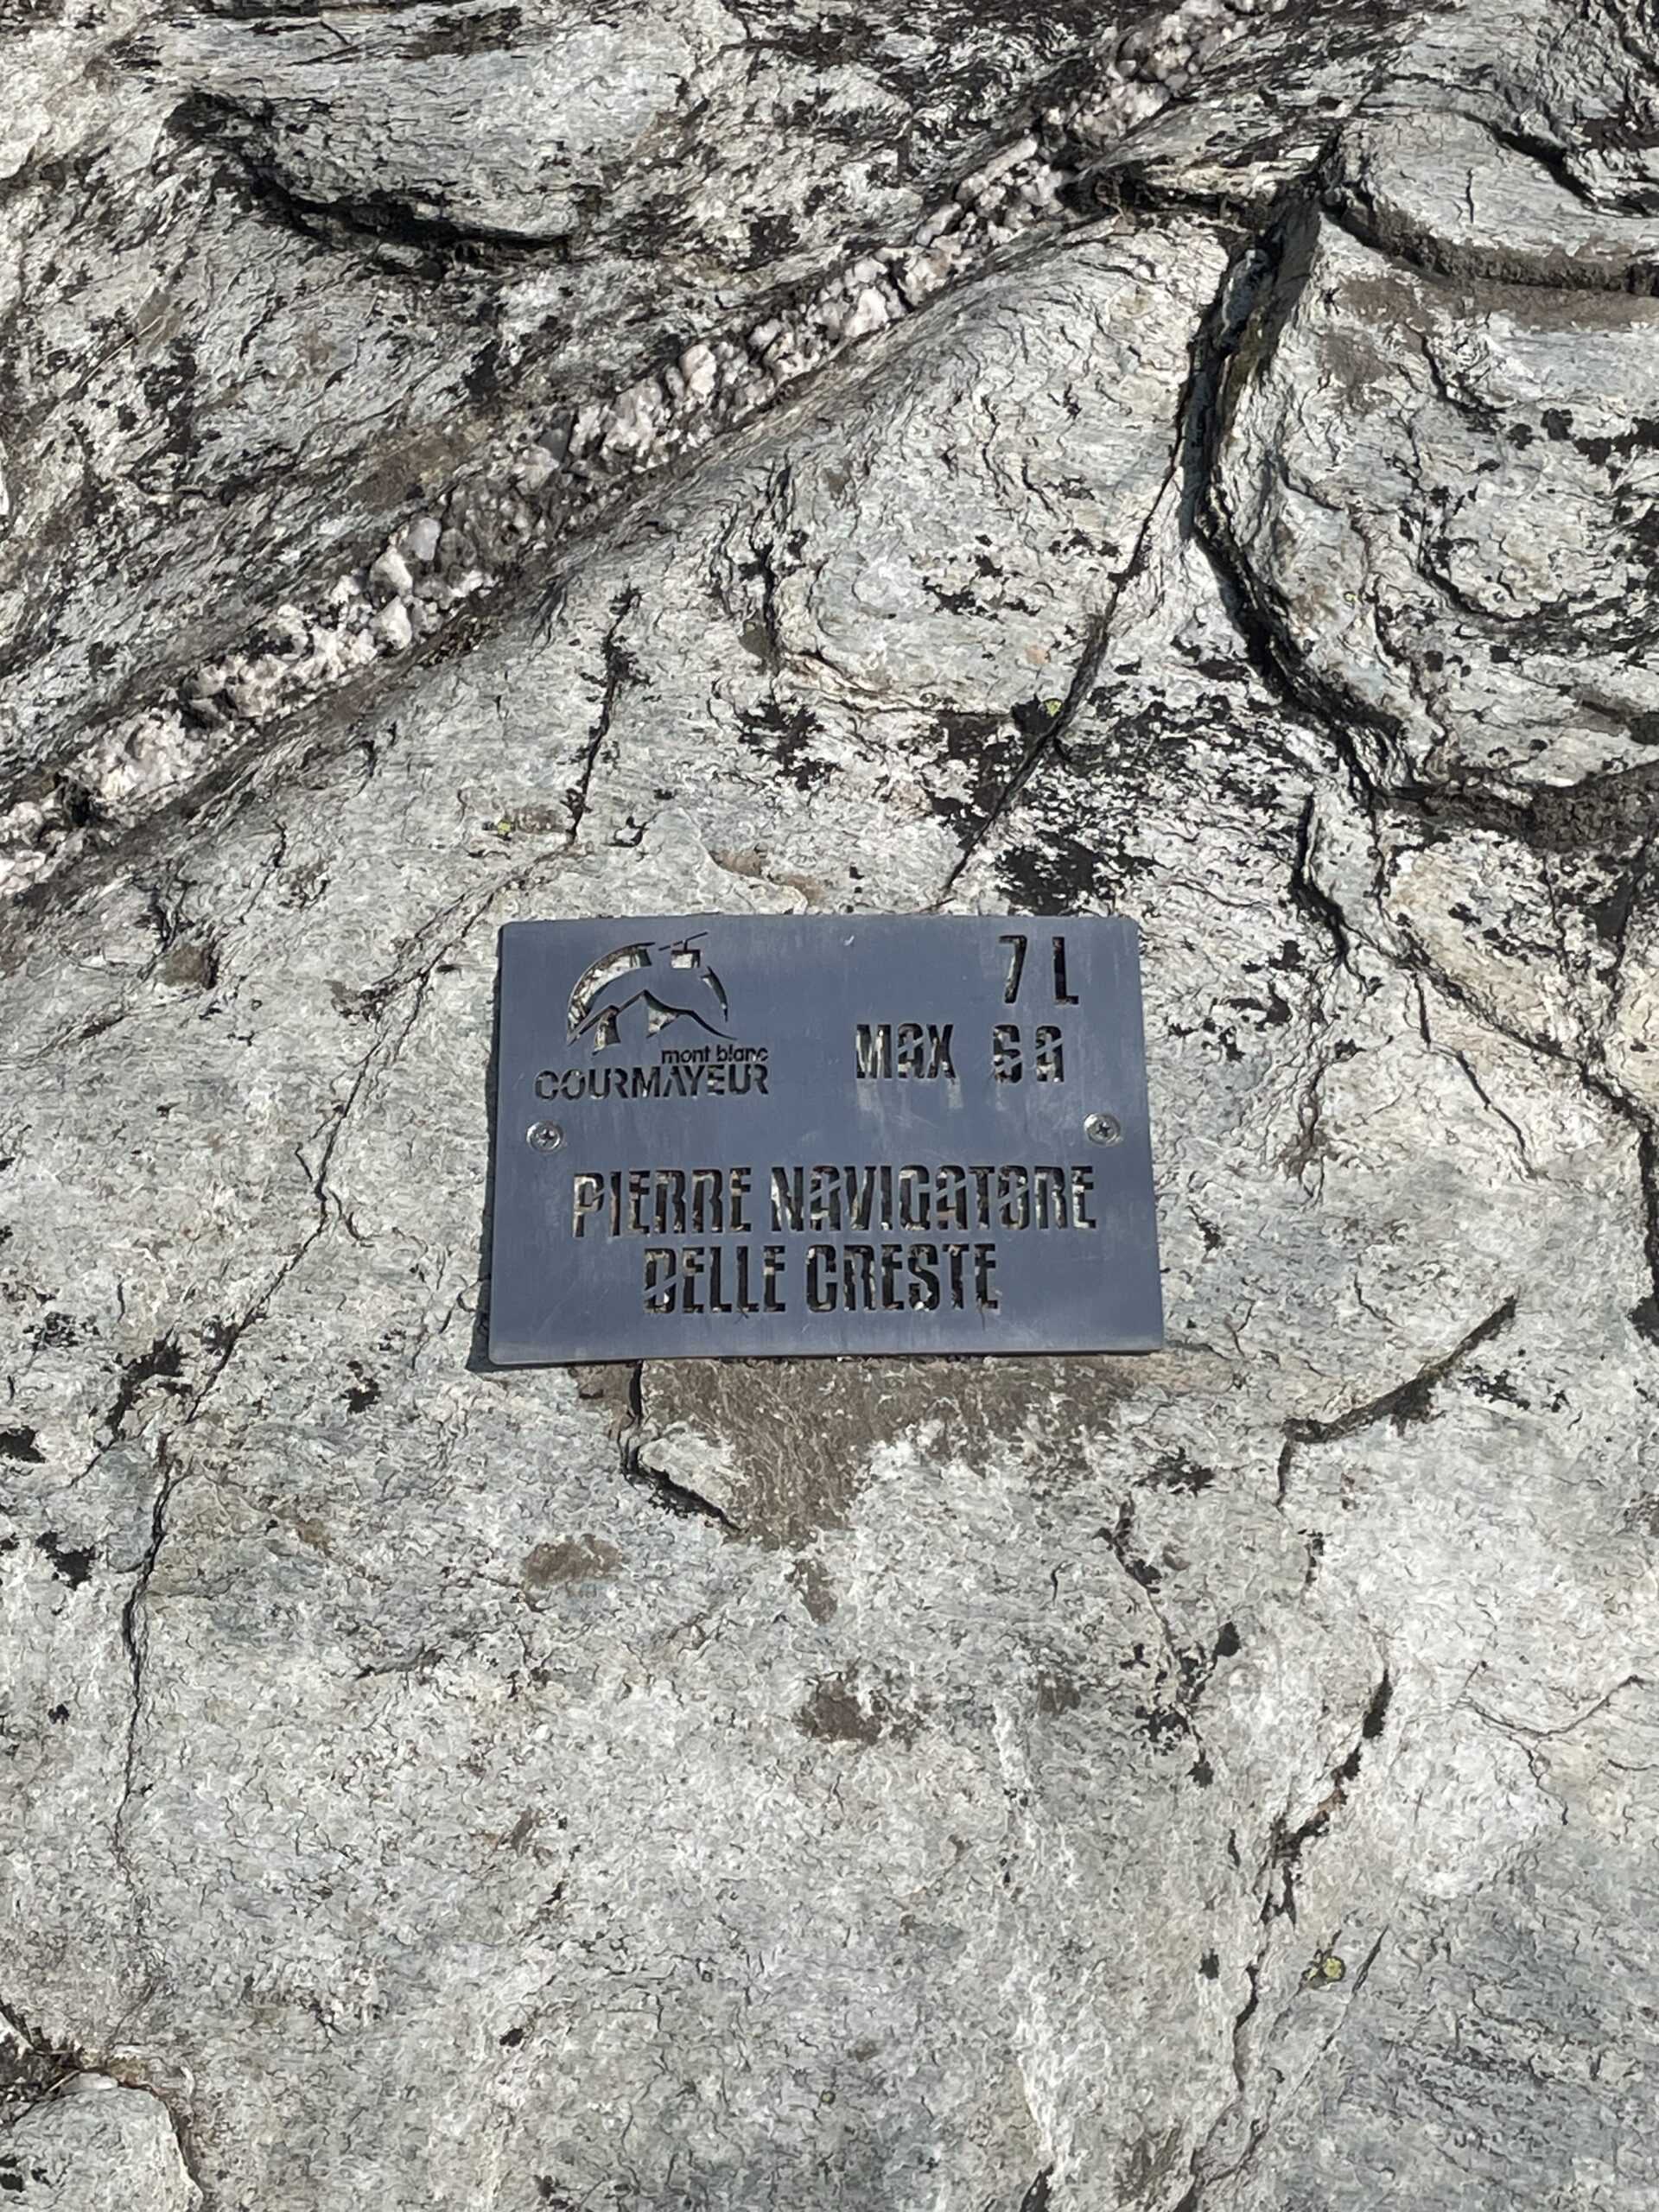 7 L
MAX 6A
mont blanc
COURMAYEUR
PIERRE NAVIGATORE
DELLE CRESTE